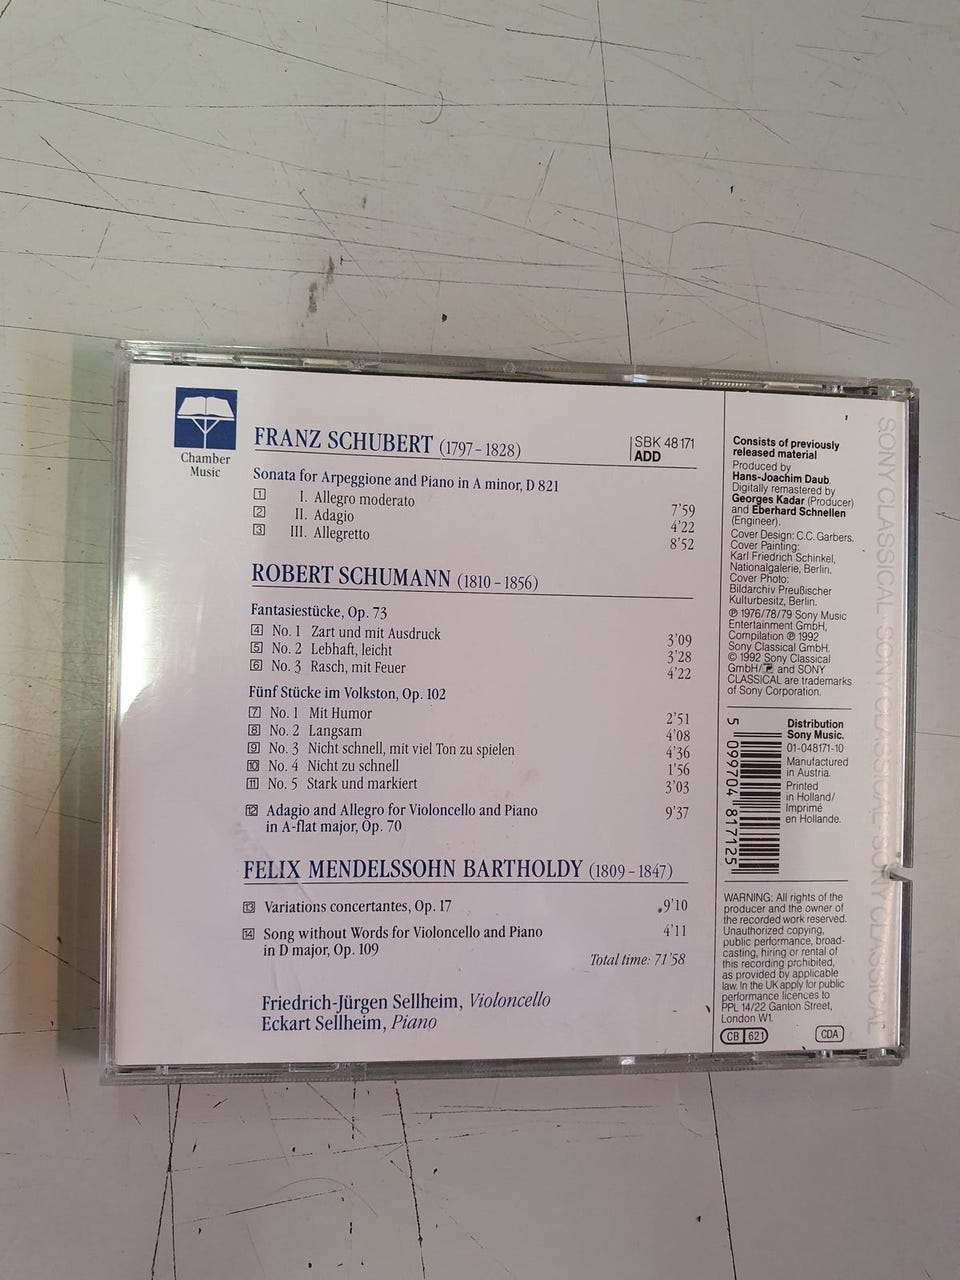 Chamber
Music
FRANZ SCHUBERT (1797 – 1828)
SBK 48171
ADD
Sonata for Arpeggione and Piano in A minor, D 821
1 I. Allegro moderato 7'59
2 II. Adagio 4'22
3 III. Allegretto 8'52
ROBERT SCHUMANN (1810 – 1856)
Fantasiestücke, Op. 73
4 No. 1 Zart und mit Ausdruck 3'09
5 No. 2 Lebhaft, leicht 3'28
6 No. 3 Rasch, mit Feuer 4'22
Fünf Stücke im Volkston, Op. 102
7 No. 1 Mit Humor 2'51
8 No. 2 Langsam 4'08
9 No. 3 Nicht schnell, mit viel Ton zu spielen 4'36
10 No. 4 Nicht zu schnell 1'56
11 No. 5 Stark und markiert 3'03
12 Adagio and Allegro for Violoncello and Piano 9'37
in A-flat major, Op. 70
FELIX MENDELSSOHN BARTHOLDY (1809 – 1847)
13 Variations concertantes, Op. 17 9'10
14 Song without Words for Violoncello and Piano 4'11
in D major, Op. 109
Total time: 71'58
Friedrich-Jürgen Sellheim, Violoncello
Eckart Sellheim, Piano
Consists of previously
released material
Produced by
Hans-Joachim Daub.
Digitally remastered by
Georges Kadar (Producer)
and Eberhard Schnellen
(Engineer).
Cover Design: C.C. Garbers.
Cover Painting:
Karl Friedrich Schinkel,
Nationalgalerie, Berlin.
Cover Photo:
Bildarchiv Preußischer
Kulturbesitz, Berlin.
℗ 1976/78/79 Sony Music
Entertainment GmbH,
Compilation ℗ 1992
Sony Classical GmbH.
© 1992 Sony Classical
GmbH/ and SONY
CLASSICAL are trademarks
of Sony Corporation.
5 099704 817125
Distribution
Sony Music.
01-048171-10
Manufactured
in Austria.
Printed
in Holland/
Imprimé
en Hollande.
WARNING: All rights of the
producer and the owner of
the recorded work reserved.
Unauthorized copying,
public performance, broad-
casting, hiring or rental of
this recording prohibited,
as provided by applicable
law. In the UK apply for public
performance licences to
PPL 14/22 Ganton Street,
London W1.
CB 621
CDA
SONY CLASSICAL · SONY CLASSICAL · SONY CLASSICAL